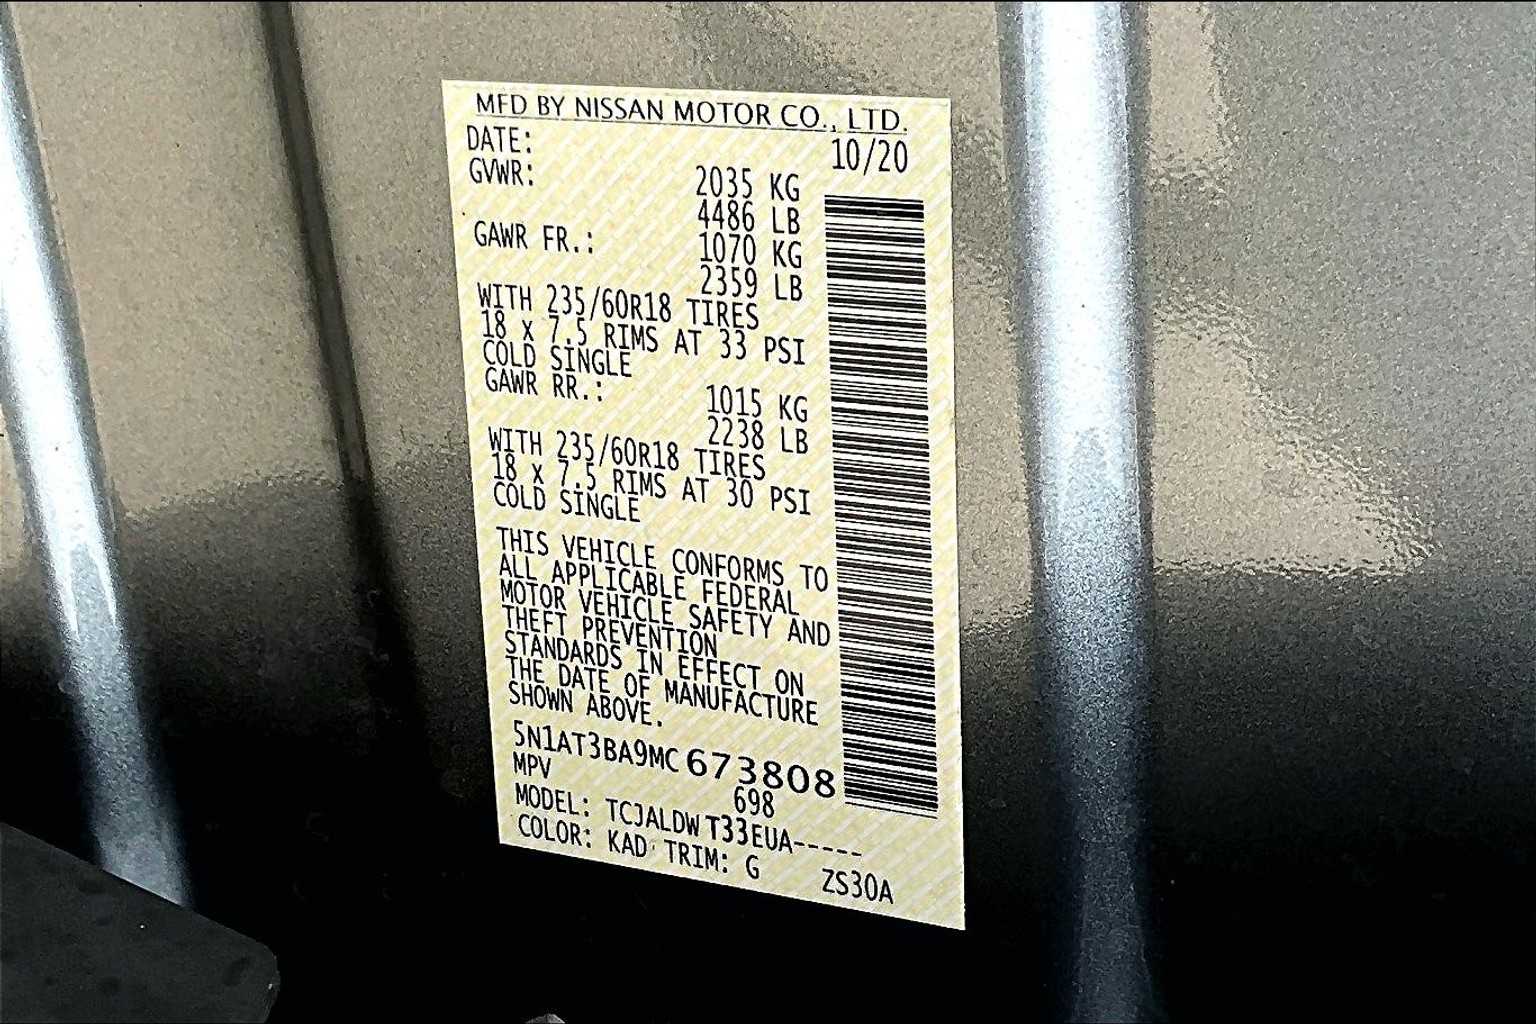 MFD BY NISSAN MOTOR CO., LTD.
DATE: 10/20
GVWR: 2035 KG
4486 LB
GAWR FR.: 1070 KG
2359 LB
WITH 235/60R18 TIRES
18 x 7.5 RIMS AT 33 PSI
COLD SINGLE
GAWR RR.: 1015 KG
2238 LB
WITH 235/60R18 TIRES
18 x 7.5 RIMS AT 30 PSI
COLD SINGLE
THIS VEHICLE CONFORMS TO
ALL APPLICABLE FEDERAL
MOTOR VEHICLE SAFETY AND
THEFT PREVENTION
STANDARDS IN EFFECT ON
THE DATE OF MANUFACTURE
SHOWN ABOVE.
5N1AT3BA9MC673808
MPV 698
MODEL: TCJALDWT33EUA-----
COLOR: KAD TRIM: G ZS30A